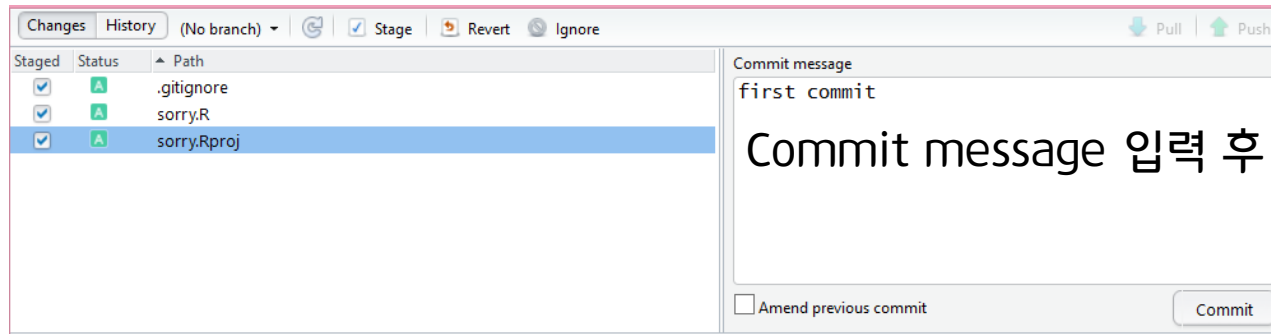 Changes History (No branch) Stage Revert Ignore Pull Push
Staged Status Path Commit message
.gitignore first commit
sorry.R
sorry.Rproj Commit message 입력 후
Amend previous commit Commit